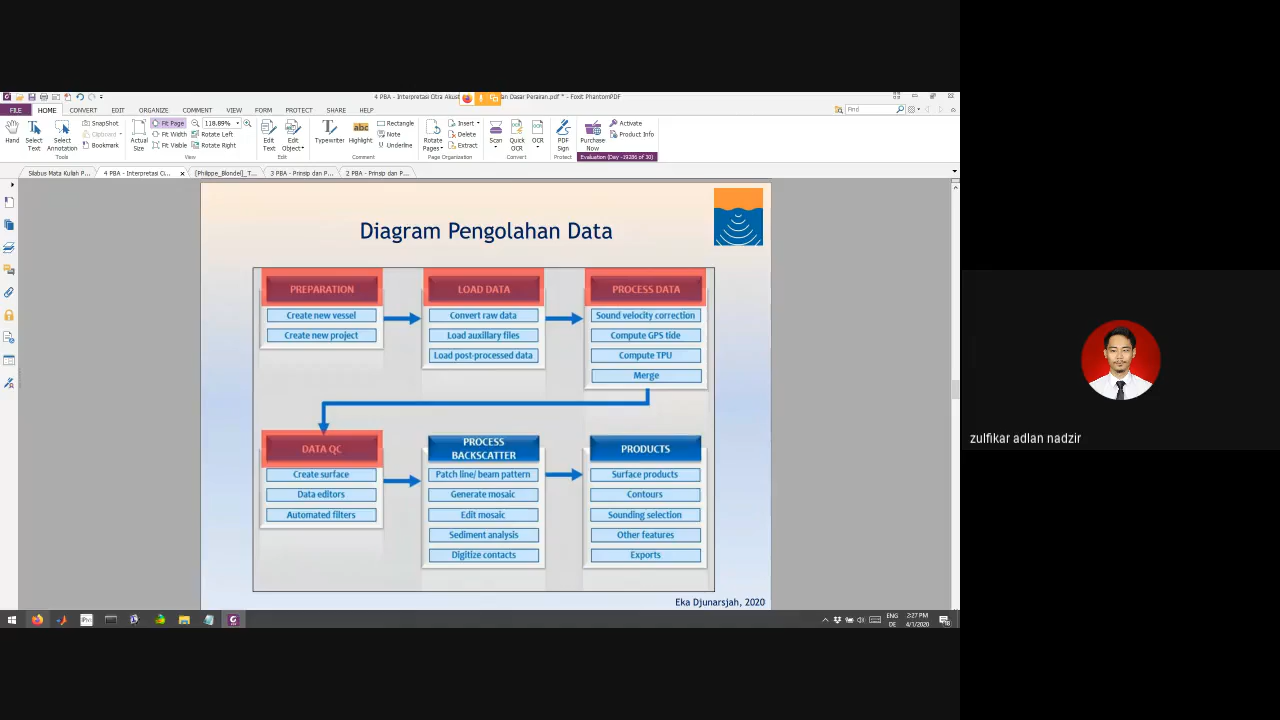 4 PBA - Interpretasi Citra Akust
an Dasar Perairan.pdf * - Foxit PhantomPDF
FILE HOME CONVERT EDIT ORGANIZE COMMENT VIEW FORM PROTECT SHARE HELP
Find
SnapShot
Clipboard
Bookmark
Hand
Select Text
Select Annotation
Tools
Actual Size
Fit Page
Fit Width
Fit Visible
118.89%
Rotate Left
Rotate Right
View
Edit Text
Edit Object
Edit
Typewriter
Highlight
Rectangle
Note
Underline
Comment
Rotate Pages
Insert
Delete
Extract
Page Organization
Scan
Quick OCR
OCR
Convert
PDF Sign
Protect
Purchase Now
Activate
Product Info
Silabus Mata Kuliah P...
4 PBA - Interpretasi Ci...
[Philippe_Blondel]_T...
3 PBA - Prinsip dan P...
2 PBA - Prinsip dan P...
Diagram Pengolahan Data
PREPARATION
Create new vessel
Create new project
LOAD DATA
Convert raw data
Load auxillary files
Load post-processed data
PROCESS DATA
Sound velocity correction
Compute GPS tide
Compute TPU
Merge
DATA QC
Create surface
Data editors
Automated filters
PROCESS
BACKSCATTER
Patch line/ beam pattern
Generate mosaic
Edit mosaic
Sediment analysis
Digitize contacts
PRODUCTS
Surface products
Contours
Sounding selection
Other features
Exports
Eka Djunarsjah, 2020
zulfikar adlan nadzir
ENG
DE
2:27 PM
4/1/2020